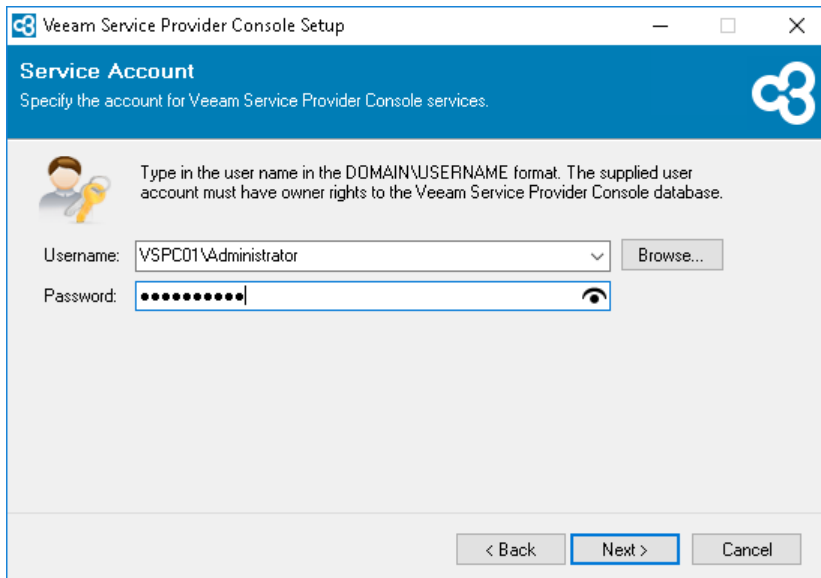 Veeam Service Provider Console Setup
Service Account
Specify the account for Veeam Service Provider Console services.
Type in the user name in the DOMAIN\USERNAME format. The supplied user
account must have owner rights to the Veeam Service Provider Console database.
Username: VSPC01\Administrator Browse...
Password: ●●●●●●●●●●
< Back Next > Cancel